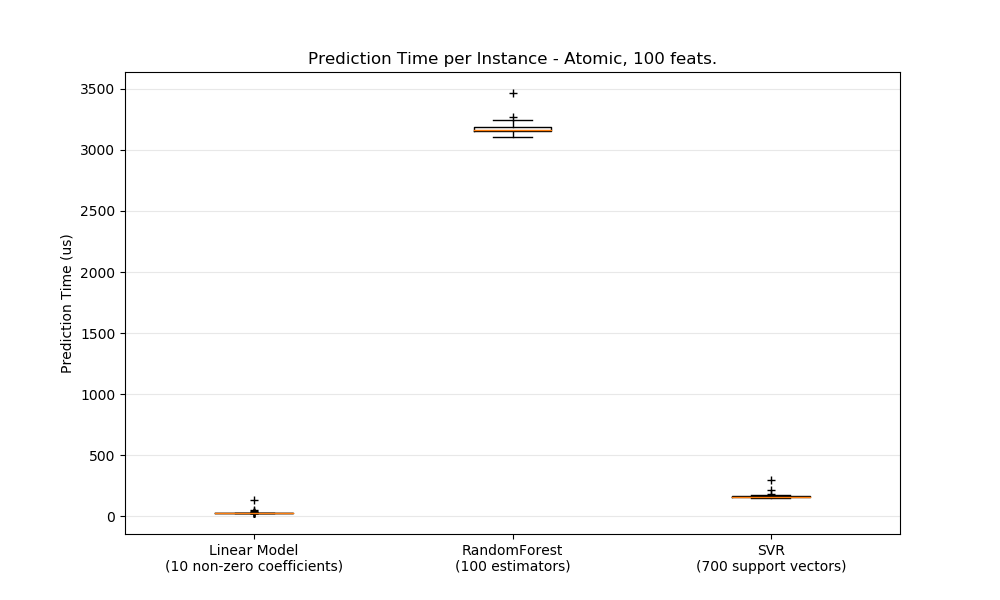 Prediction Time per Instance - Atomic, 100 feats.
Prediction Time (us)
3500
3000
2500
2000
1500
1000
500
0
Linear Model
(10 non-zero coefficients)
RandomForest
(100 estimators)
SVR
(700 support vectors)